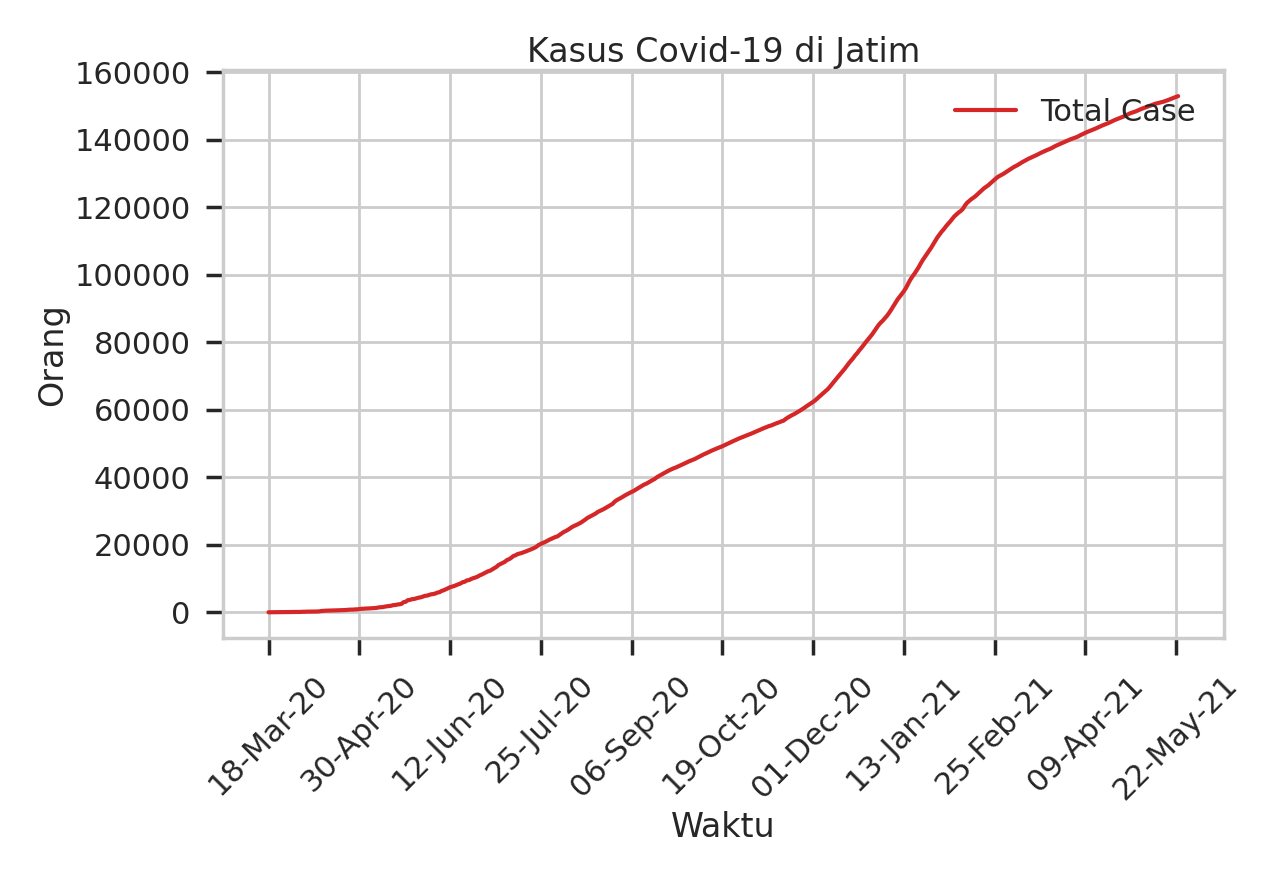 Kasus Covid-19 di Jatim
160000
140000
120000
100000
80000
60000
40000
20000
0
Orang
Total Case
18-Mar-20
30-Apr-20
12-Jun-20
25-Jul-20
06-Sep-20
19-Oct-20
01-Dec-20
13-Jan-21
25-Feb-21
09-Apr-21
22-May-21
Waktu